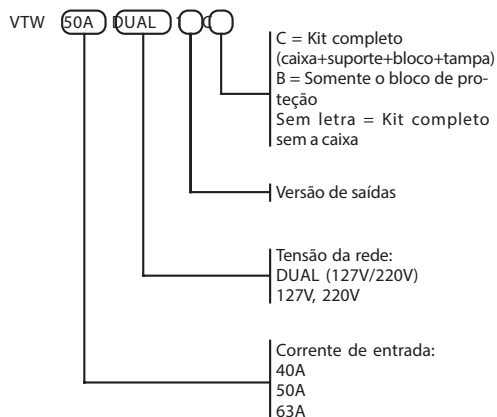 VTW 50A DUAL 1 C
C = Kit completo
(caixa+suporte+bloco+tampa)
B = Somente o bloco de pro-
teção
Sem letra = Kit completo
sem a caixa
Versão de saídas
Tensão da rede:
DUAL (127V/220V)
127V, 220V
Corrente de entrada:
40A
50A
63A